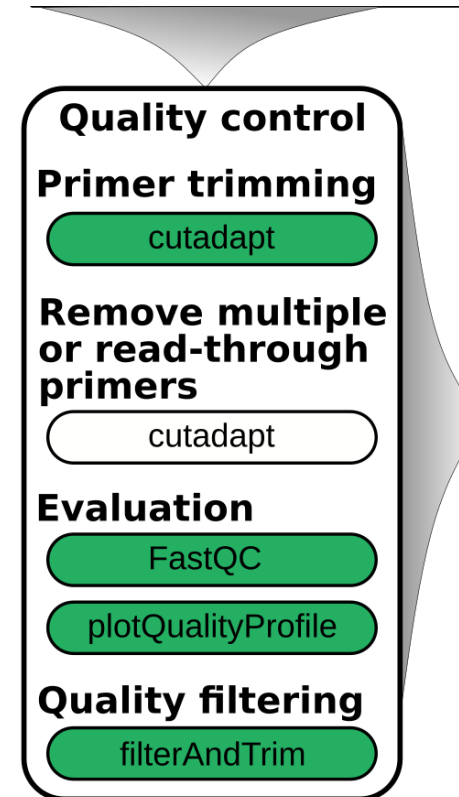 Quality control
Primer trimming
cutadapt
Remove multiple
or read-through
primers
cutadapt
Evaluation
FastQC
plotQualityProfile
Quality filtering
filterAndTrim